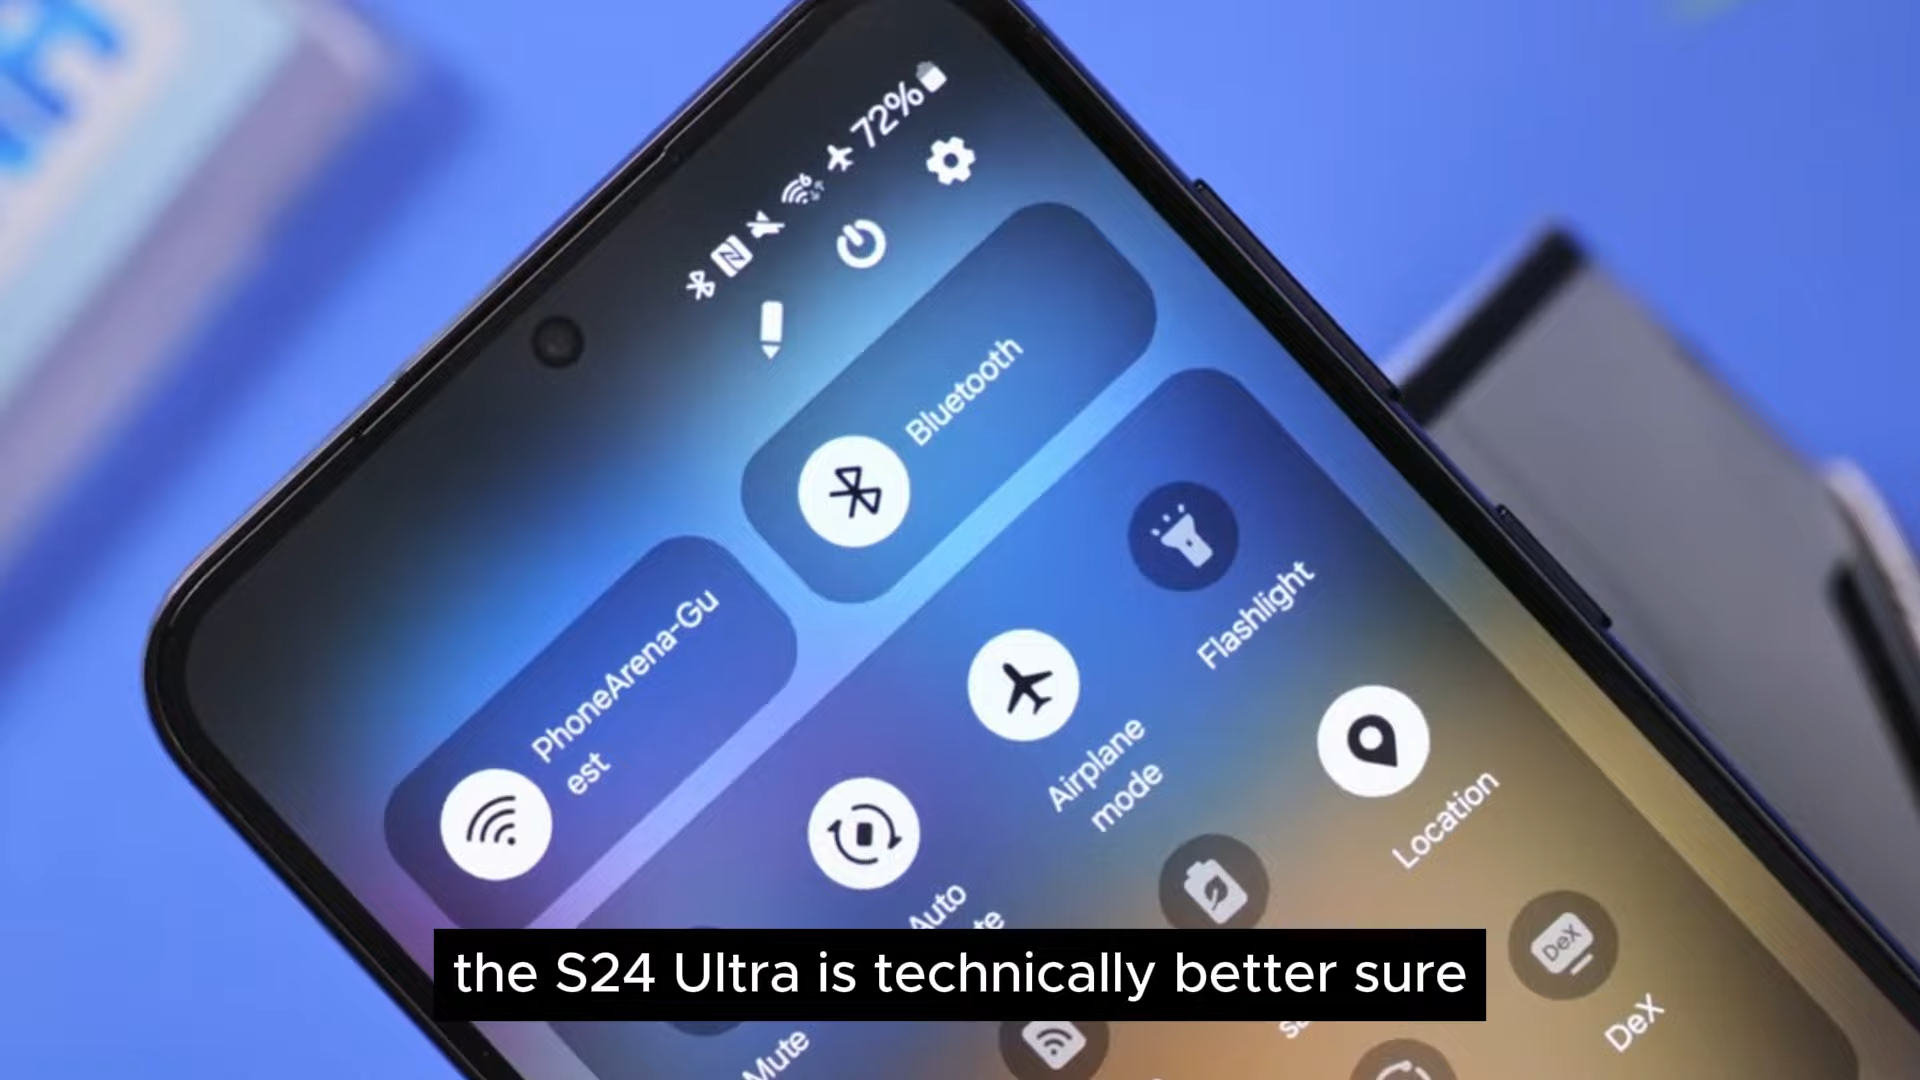 72%
Bluetooth
PhoneArena-Gu
est
Flashlight
Airplane
mode
Location
Auto
te
DeX
DeX
Mute
the S24 Ultra is technically better sure